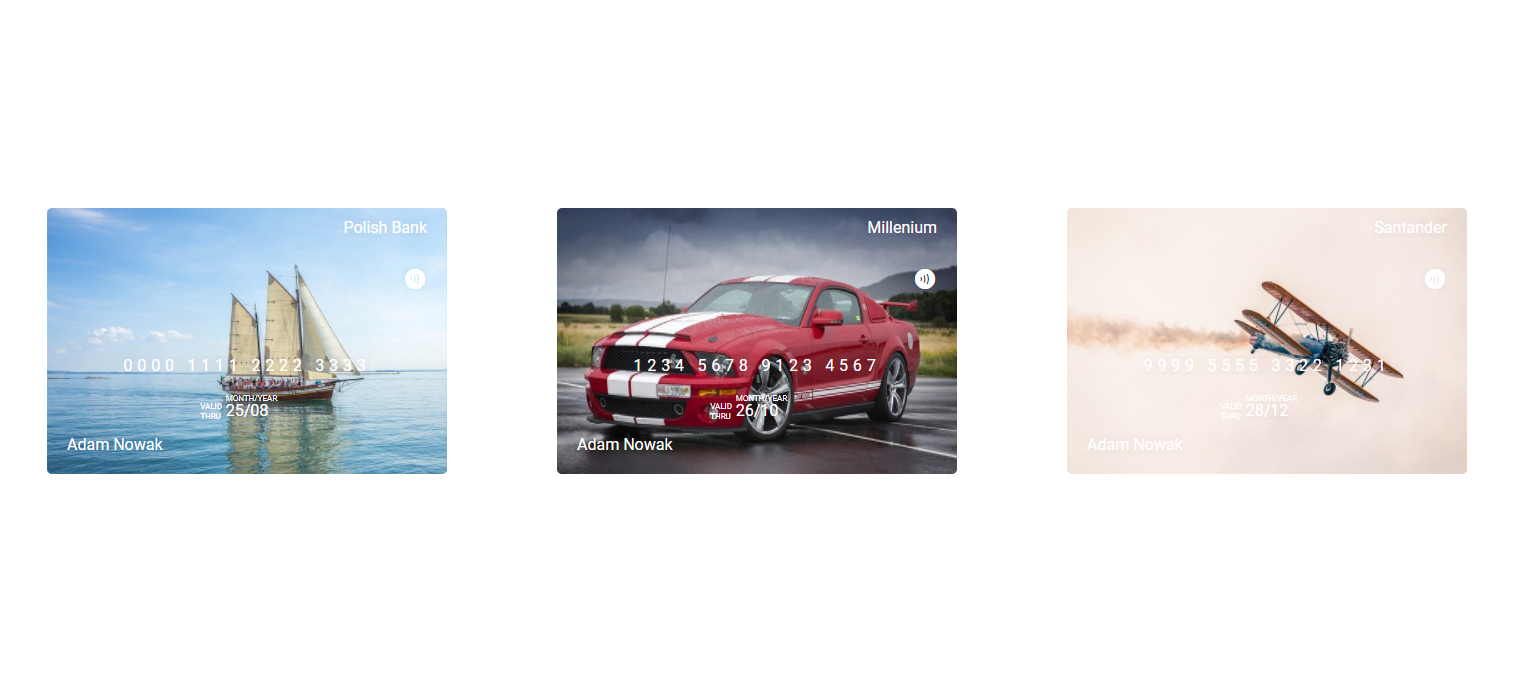 Polish Bank
0000 1111 2222 3333
MONTH/YEAR
VALID THRU 25/08
Adam Nowak
Millenium
1234 5678 9123 4567
MONTH/YEAR
VALID THRU 26/10
Adam Nowak
Santander
9999 5555 3322 1231
MONTH/YEAR
VALID THRU 28/12
Adam Nowak